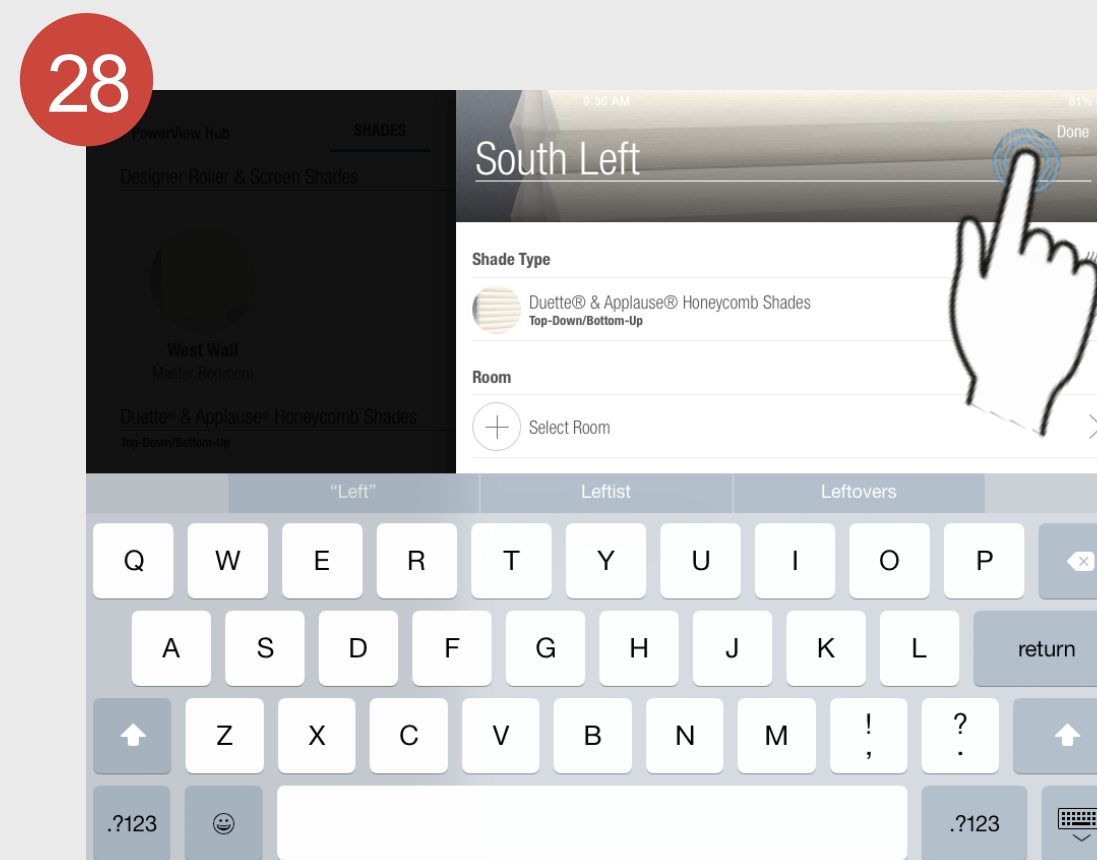 28
9:36 AM
81%
PowerView Hub
SHADES
Done
South Left
Designer Roller & Screen Shades
Shade Type
Duette® & Applause® Honeycomb Shades
Top-Down/Bottom-Up
West Wall
Master Bedroom
Room
Duette® & Applause® Honeycomb Shades
Top-Down/Bottom-Up
Select Room
“Left” Leftist Leftovers
Q W E R T Y U I O P
A S D F G H J K L return
Z X C V B N M ! , ? .
.?123 .?123